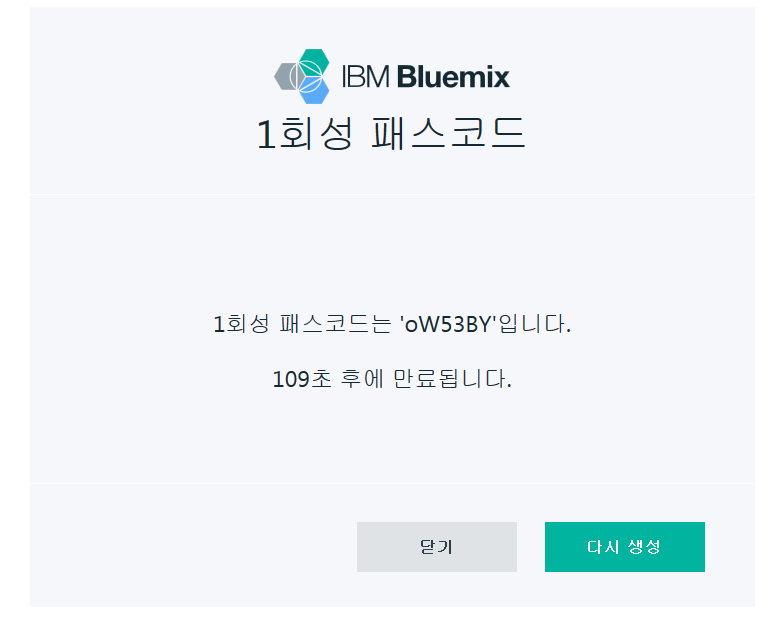 IBM Bluemix
1회성 패스코드
1회성 패스코드는 'oW53BY'입니다.
109초 후에 만료됩니다.
닫기
다시 생성